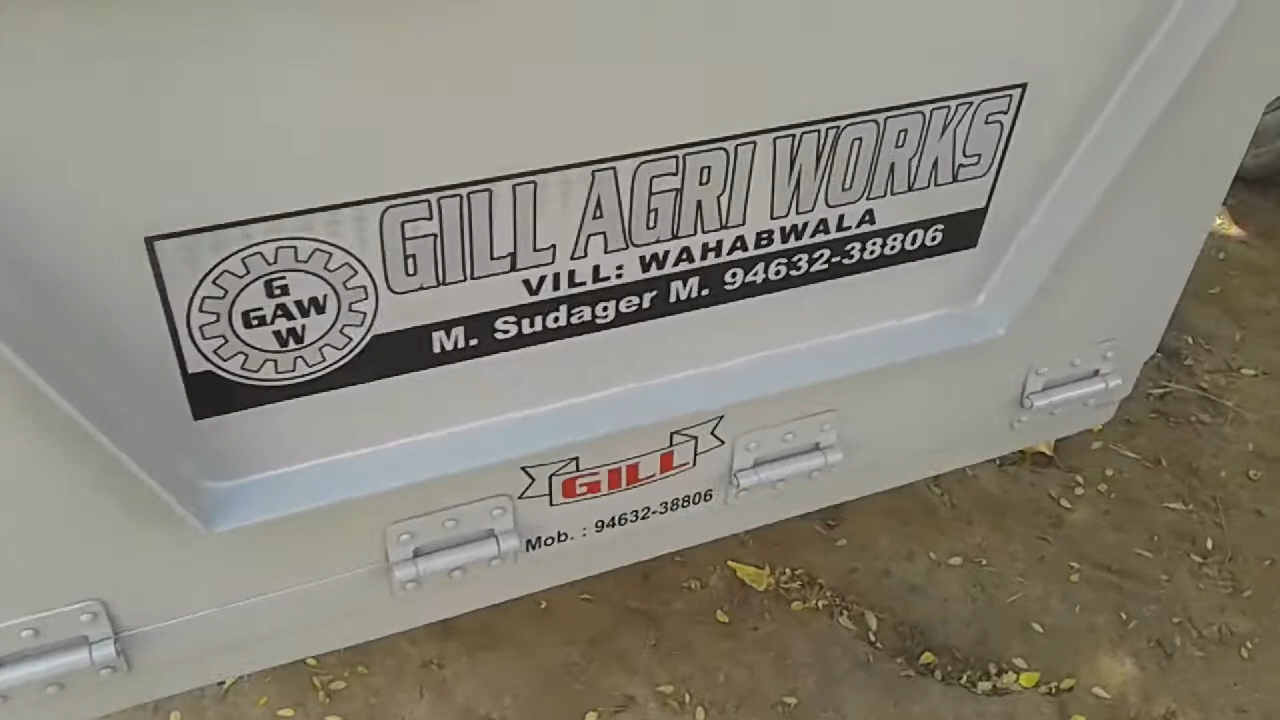 G
GAW
W
GILL AGRI WORKS
VILL: WAHABWALA
M. Sudager M. 94632-38806
GILL
Mob. : 94632-38806